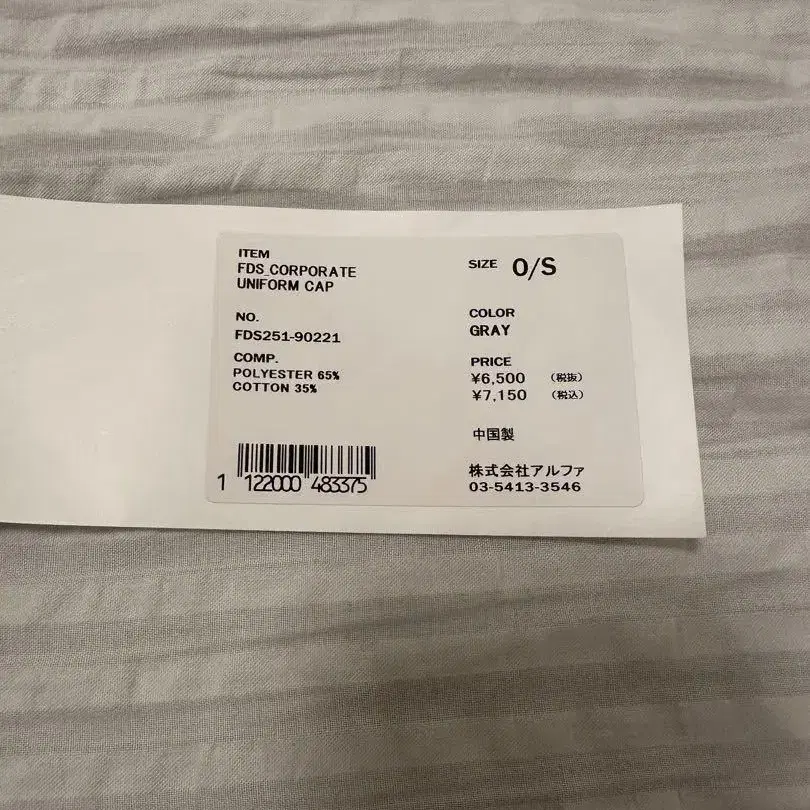 ITEM
FDS_CORPORATE
UNIFORM CAP
NO.
FDS251-90221
COMP.
POLYESTER 65%
COTTON 35%
1 122000 483375
SIZE O/S
COLOR
GRAY
PRICE
¥6,500 (税抜)
¥7,150 (税込)
中国製
株式会社アルファ
03-5413-3546